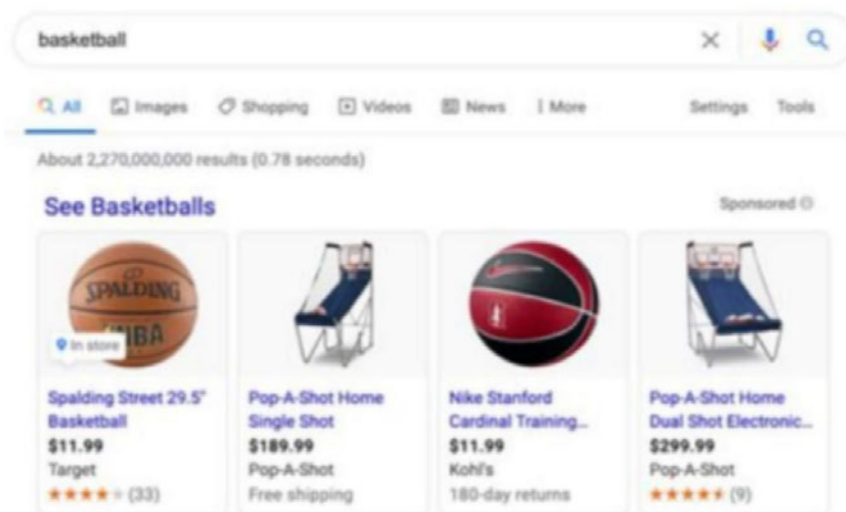 basketball
All Images Shopping Videos News More Settings Tools
About 2,270,000,000 results (0.78 seconds)
See Basketballs Sponsored
SPALDING
NBA
In store
Spalding Street 29.5"
Basketball
$11.99
Target
(33)
Pop-A-Shot Home
Single Shot
$189.99
Pop-A-Shot
Free shipping
Nike Stanford
Cardinal Training...
$11.99
Kohl's
180-day returns
Pop-A-Shot Home
Dual Shot Electronic...
$299.99
Pop-A-Shot
(9)